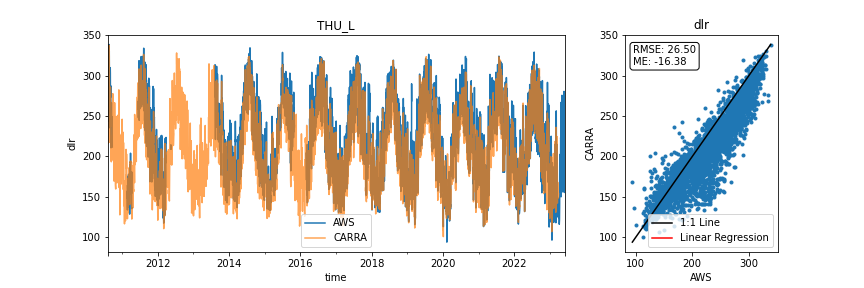 THU_L
dlr
350
300
250
200
150
100
2012
2014
2016
2018
2020
2022
time
dlr
AWS
CARRA
dlr
RMSE: 26.50
ME: -16.38
350
300
250
200
150
100
100
200
300
AWS
CARRA
1:1 Line
Linear Regression